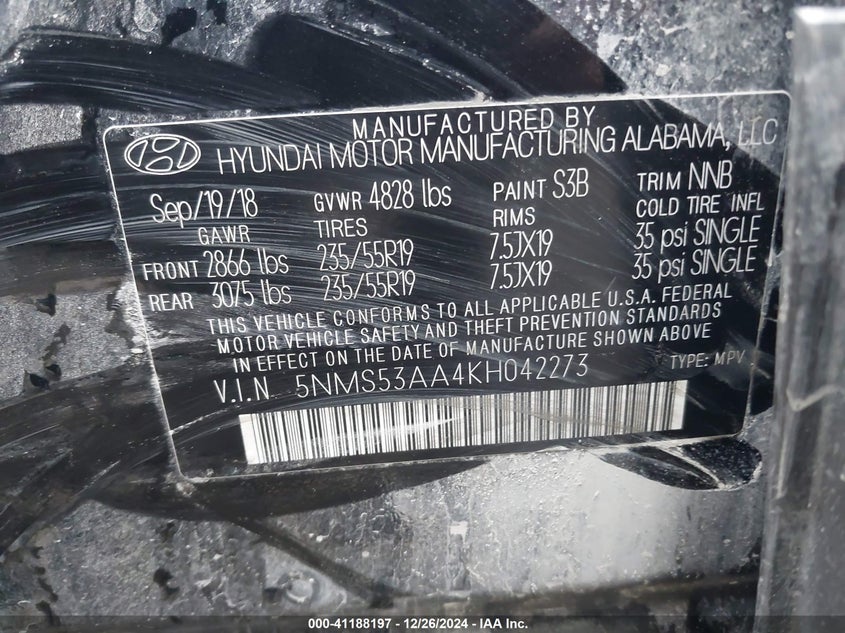 MANUFACTURED BY
HYUNDAI MOTOR MANUFACTURING ALABAMA, LLC
Sep/19/18 GVWR 4828 lbs PAINT S3B TRIM NNB
GAWR TIRES RIMS COLD TIRE INFL
FRONT 2866 lbs 235/55R19 7.5JX19 35 psi SINGLE
REAR 3075 lbs 235/55R19 7.5JX19 35 psi SINGLE
THIS VEHICLE CONFORMS TO ALL APPLICABLE U.S.A. FEDERAL
MOTOR VEHICLE SAFETY AND THEFT PREVENTION STANDARDS
IN EFFECT ON THE DATE OF MANUFACTURE SHOWN ABOVE
V.I.N 5NMS53AA4KH042273 TYPE: MPV
000-41188197 - 12/26/2024 - IAA Inc.